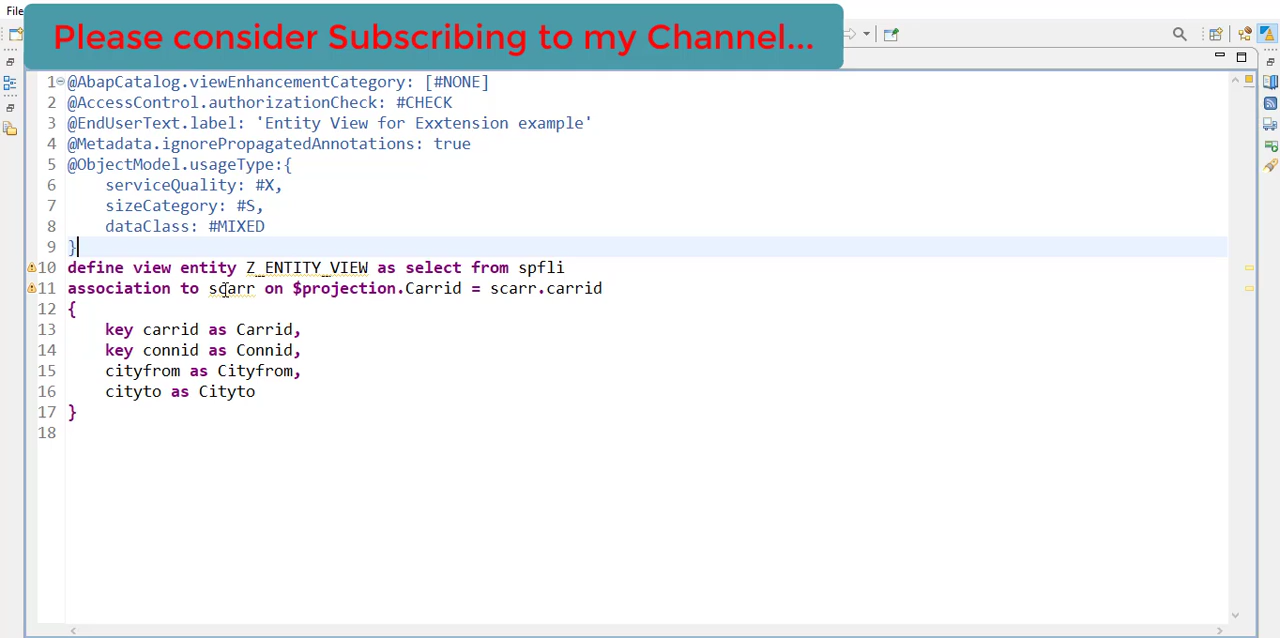 File
Please consider Subscribing to my Channel...
1 @AbapCatalog.viewEnhancementCategory: [#NONE]
2 @AccessControl.authorizationCheck: #CHECK
3 @EndUserText.label: 'Entity View for Exxtension example'
4 @Metadata.ignorePropagatedAnnotations: true
5 @ObjectModel.usageType:{
6 serviceQuality: #X,
7 sizeCategory: #S,
8 dataClass: #MIXED
9 }
10 define view entity Z_ENTITY_VIEW as select from spfli
11 association to scarr on $projection.Carrid = scarr.carrid
12 {
13 key carrid as Carrid,
14 key connid as Connid,
15 cityfrom as Cityfrom,
16 cityto as Cityto
17 }
18